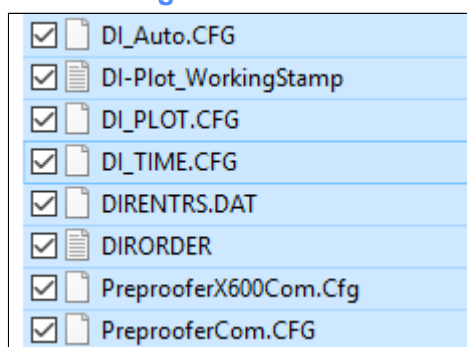 DI_Auto.CFG
DI-Plot_WorkingStamp
DI_PLOT.CFG
DI_TIME.CFG
DIRENTRS.DAT
DIRORDER
PreprooferX600Com.Cfg
PreprooferCom.CFG